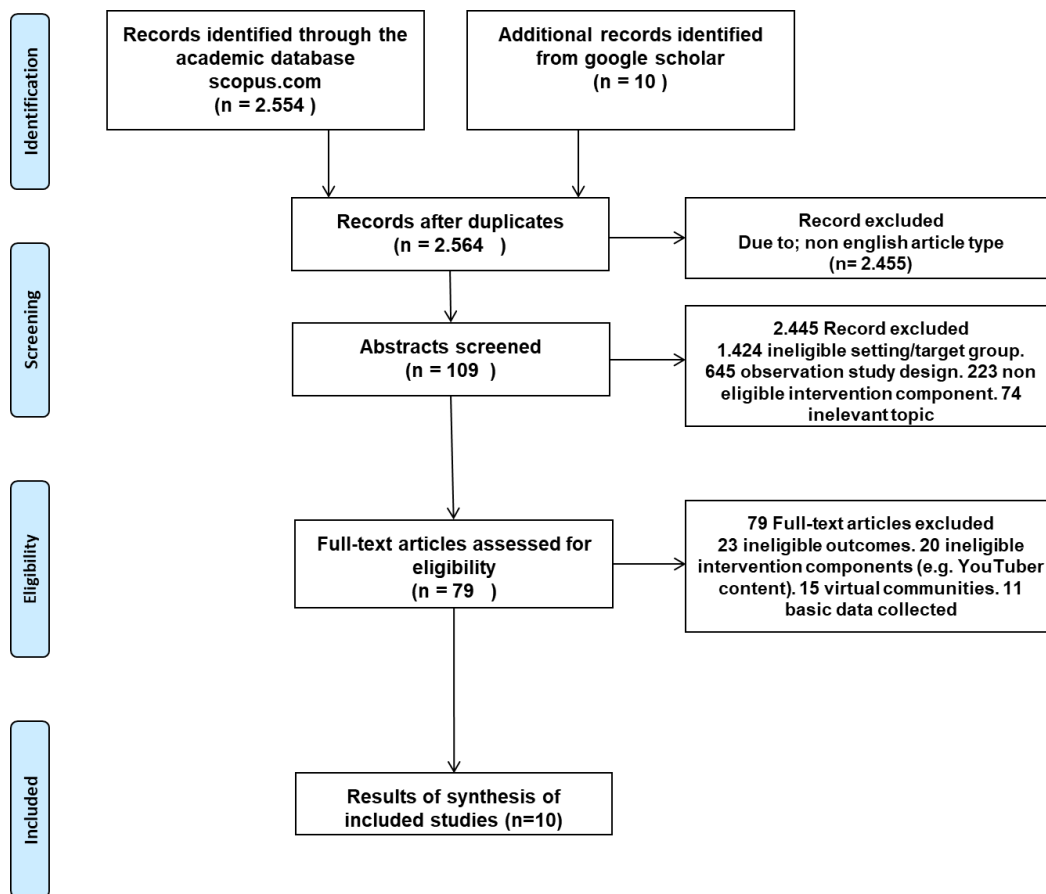 Identification
Records identified through the
academic database
scopus.com
(n = 2.554 )
Additional records identified
from google scholar
(n = 10 )
Records after duplicates
(n = 2.564 )
Record excluded
Due to; non english article type
(n= 2.455)
Screening
Abstracts screened
(n = 109 )
2.445 Record excluded
1.424 ineligible setting/target group.
645 observation study design. 223 non
eligible intervention component. 74
inelevant topic
Eligibility
Full-text articles assessed for
eligibility
(n = 79 )
79 Full-text articles excluded
23 ineligible outcomes. 20 ineligible
intervention components (e.g. YouTuber
content). 15 virtual communities. 11
basic data collected
Included
Results of synthesis of
included studies (n=10)